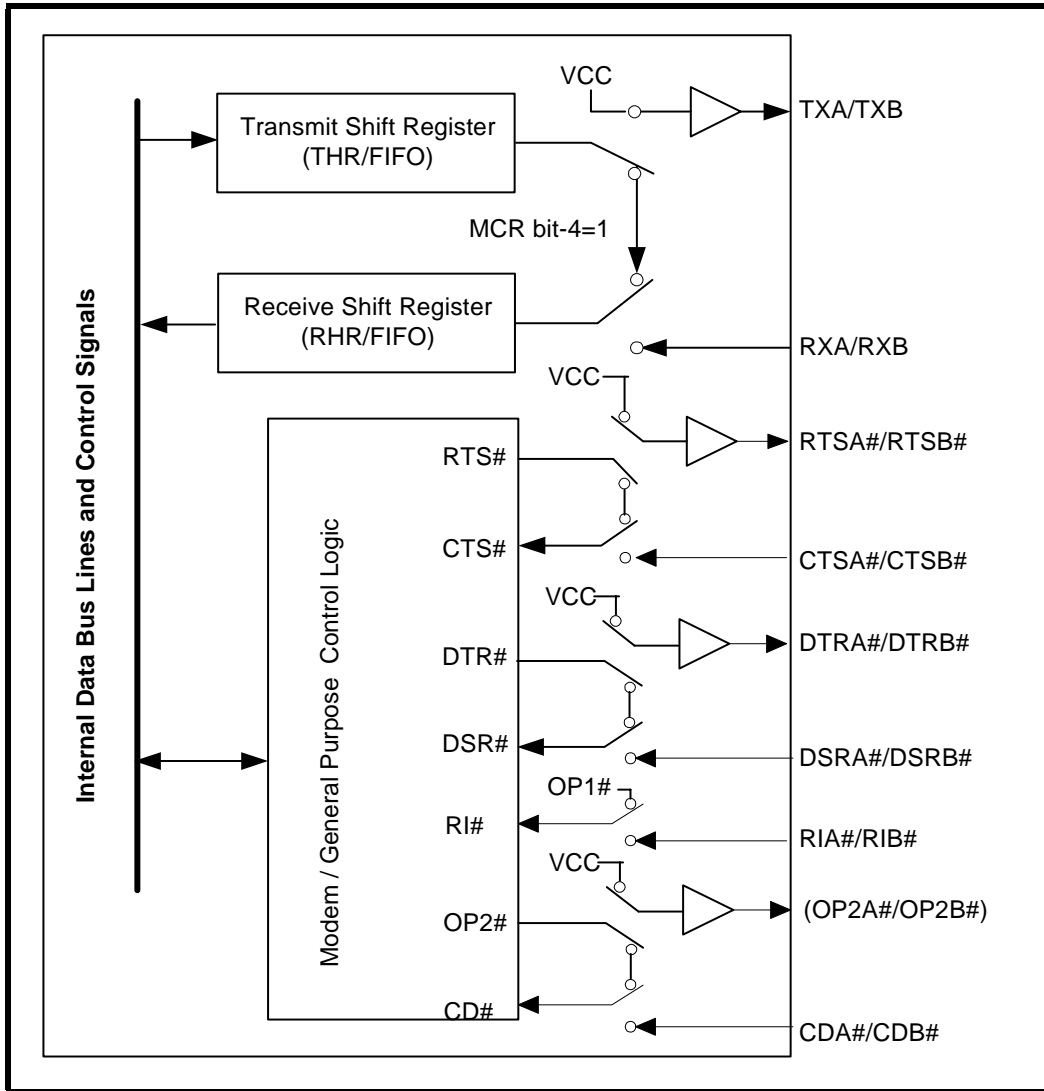 VCC
TXA/TXB
Transmit Shift Register
(THR/FIFO)
MCR bit-4=1
Receive Shift Register
(RHR/FIFO)
RXA/RXB
VCC
RTSA#/RTSB#
RTS#
CTS#
CTSA#/CTSB#
VCC
DTRA#/DTRB#
DTR#
DSR#
DSRA#/DSRB#
OP1#
RI#
RIA#/RIB#
VCC
(OP2A#/OP2B#)
OP2#
CD#
CDA#/CDB#
Internal Data Bus Lines and Control Signals
Modem / General Purpose Control Logic